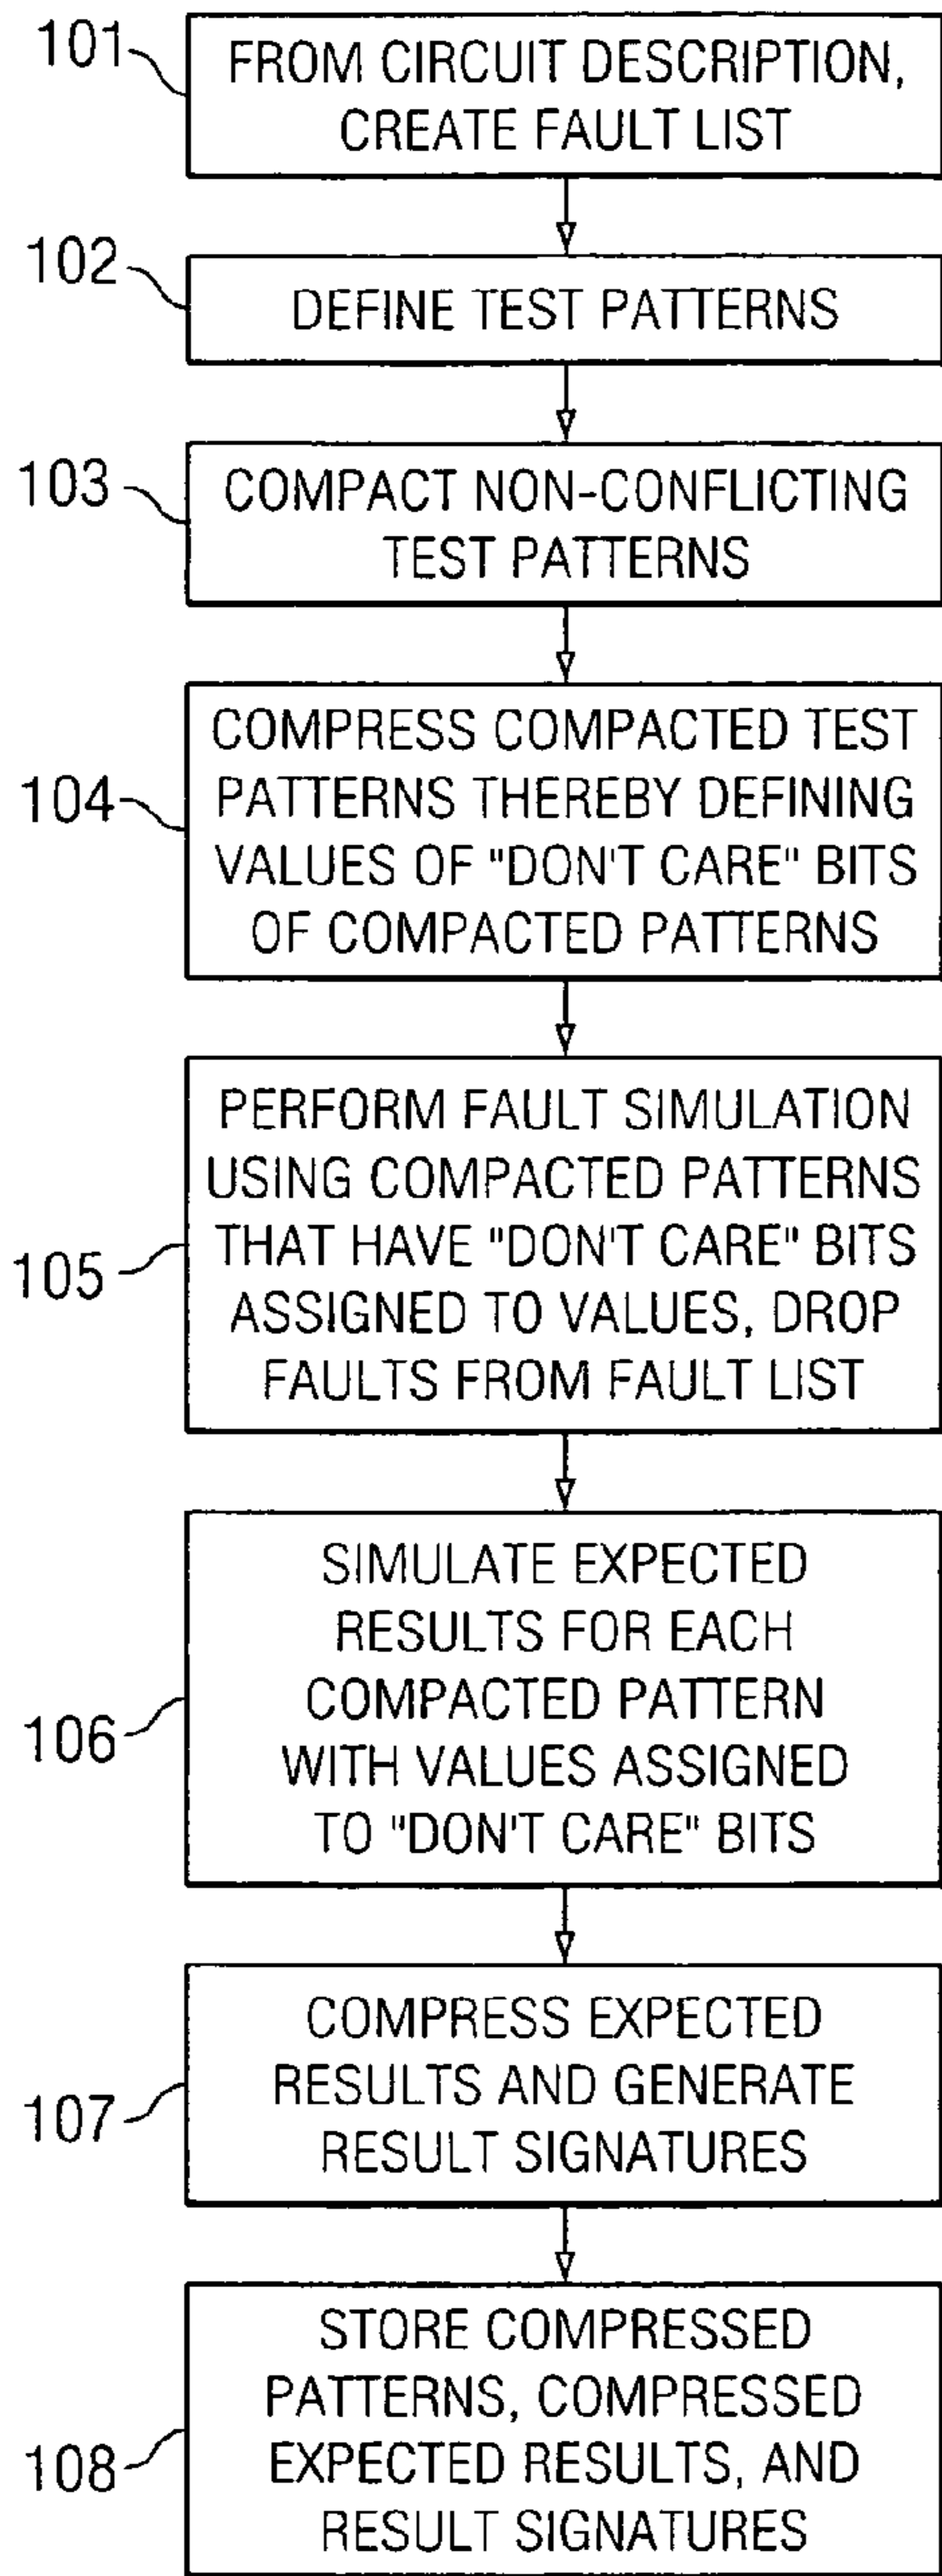 101
FROM CIRCUIT DESCRIPTION,
CREATE FAULT LIST
102
DEFINE TEST PATTERNS
103
COMPACT NON-CONFLICTING
TEST PATTERNS
104
COMPRESS COMPACTED TEST
PATTERNS THEREBY DEFINING
VALUES OF "DON'T CARE" BITS
OF COMPACTED PATTERNS
105
PERFORM FAULT SIMULATION
USING COMPACTED PATTERNS
THAT HAVE "DON'T CARE" BITS
ASSIGNED TO VALUES, DROP
FAULTS FROM FAULT LIST
106
SIMULATE EXPECTED
RESULTS FOR EACH
COMPACTED PATTERN
WITH VALUES ASSIGNED
TO "DON'T CARE" BITS
107
COMPRESS EXPECTED
RESULTS AND GENERATE
RESULT SIGNATURES
108
STORE COMPRESSED
PATTERNS, COMPRESSED
EXPECTED RESULTS, AND
RESULT SIGNATURES